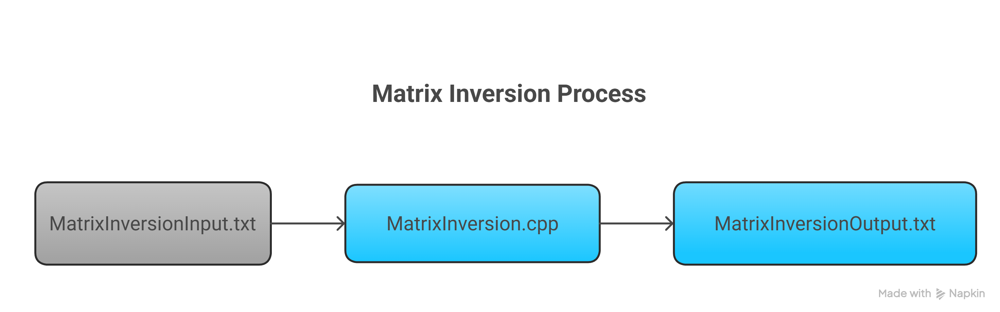 Matrix Inversion Process
MatrixInversionInput.txt
MatrixInversion.cpp
MatrixInversionOutput.txt
Made with Napkin